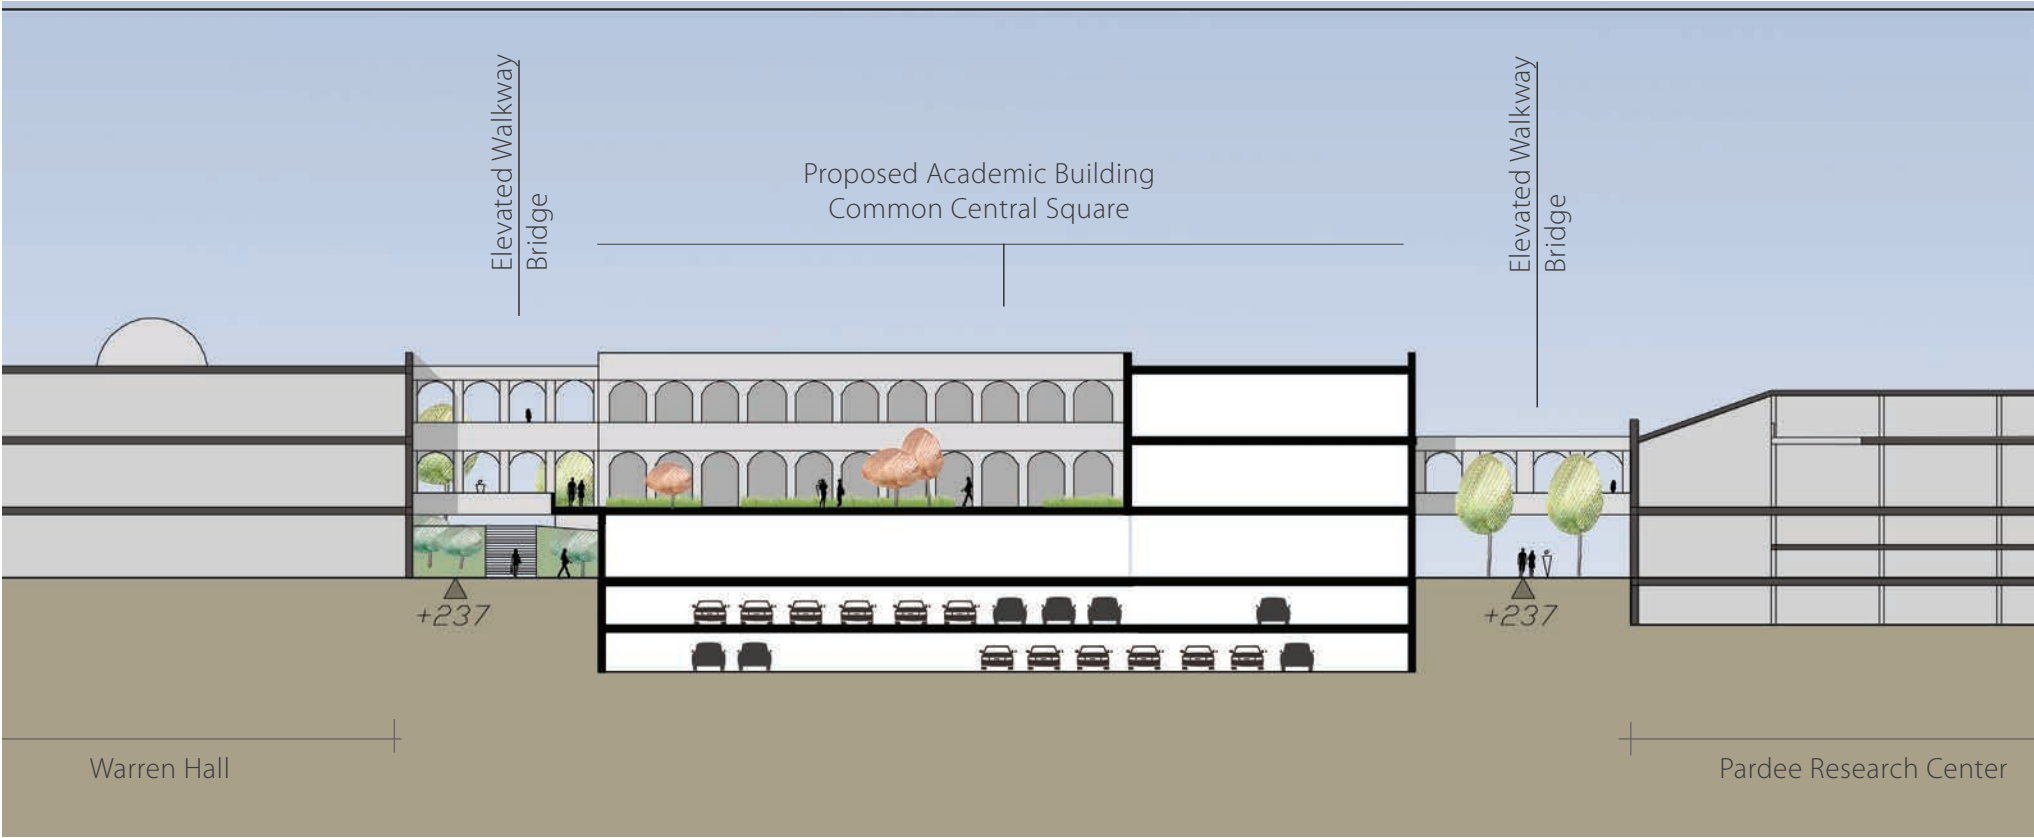 Elevated Walkway
Bridge
Proposed Academic Building
Common Central Square
Elevated Walkway
Bridge
+237
+237
Warren Hall
Pardee Research Center